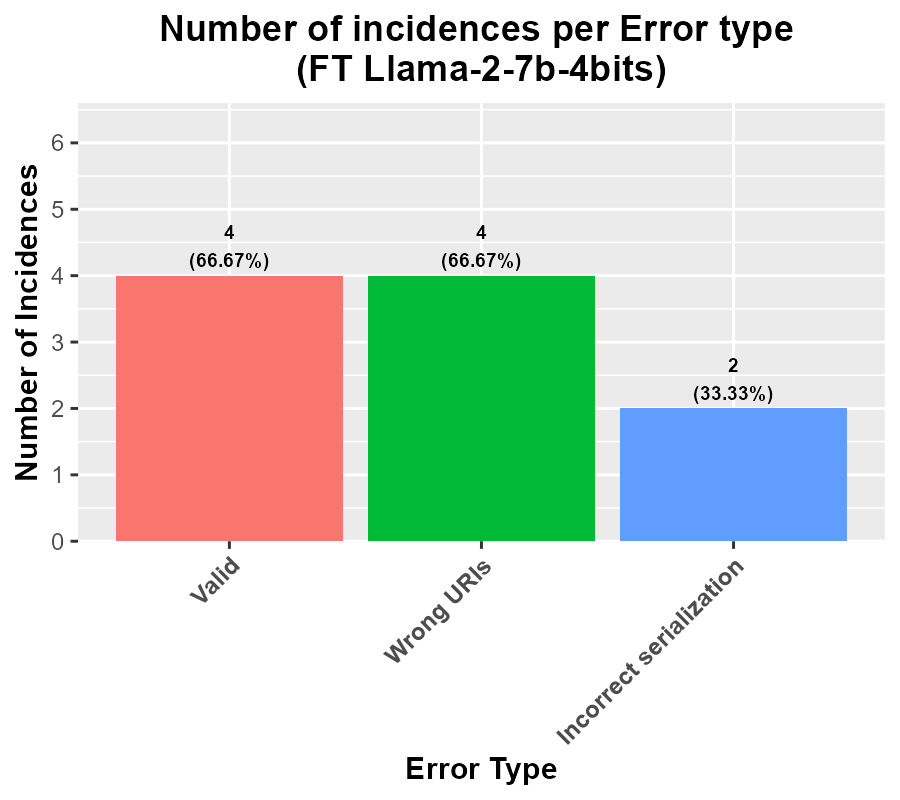 Number of incidences per Error type
(FT Llama-2-7b-4bits)
Number of Incidences
6
5
4
3
2
1
0
4
(66.67%)
4
(66.67%)
2
(33.33%)
Valid
Wrong URIs
Incorrect serialization
Error Type